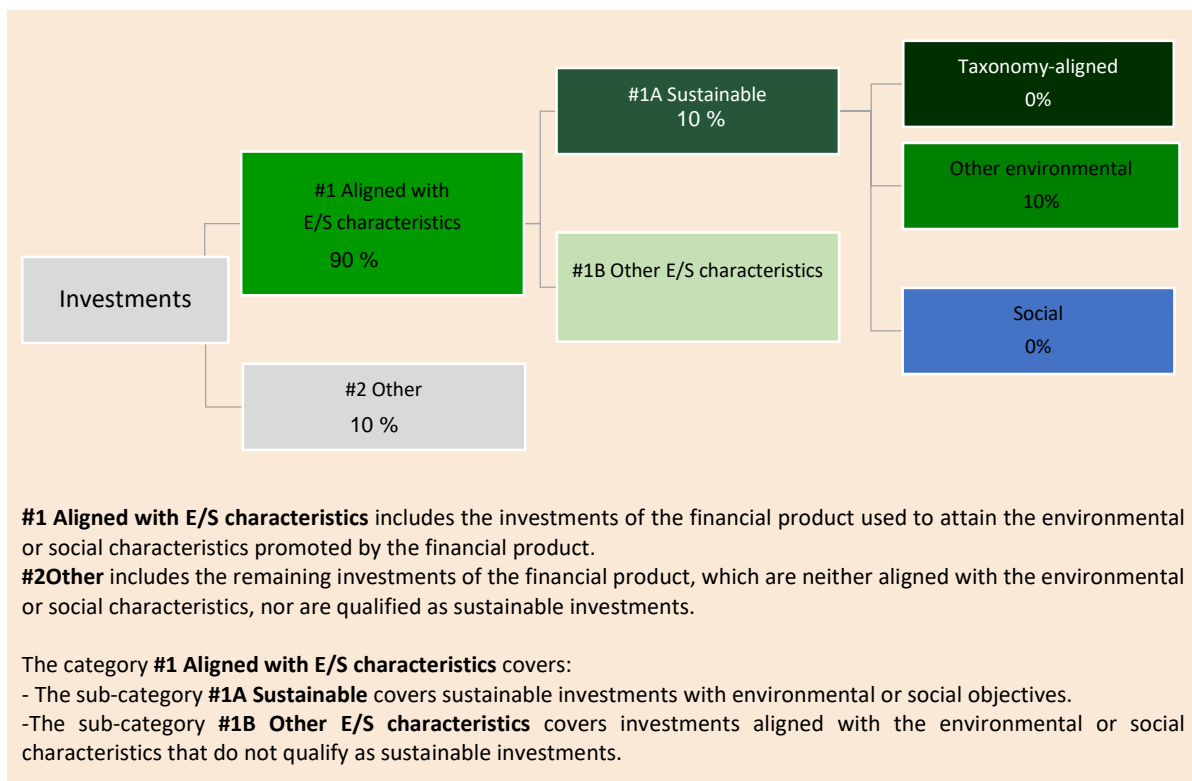 Investments
#1 Aligned with
E/S characteristics
90 %
#2 Other
10 %
#1A Sustainable
10 %
#1B Other E/S characteristics
Taxonomy-aligned
0%
Other environmental
10%
Social
0%
#1 Aligned with E/S characteristics includes the investments of the financial product used to attain the environmental
or social characteristics promoted by the financial product.
#2Other includes the remaining investments of the financial product, which are neither aligned with the environmental
or social characteristics, nor are qualified as sustainable investments.
The category #1 Aligned with E/S characteristics covers:
- The sub-category #1A Sustainable covers sustainable investments with environmental or social objectives.
-The sub-category #1B Other E/S characteristics covers investments aligned with the environmental or social
characteristics that do not qualify as sustainable investments.